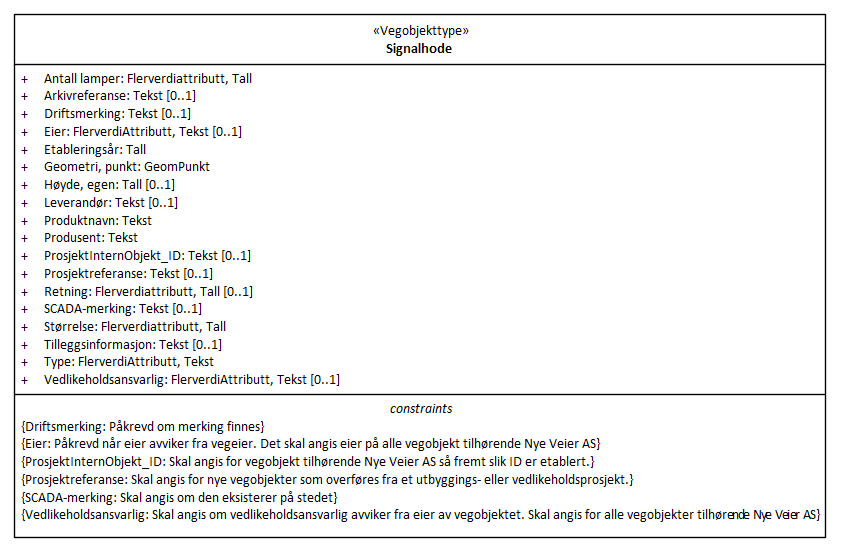 «Vegobjekttype»
Signalhode
+ Antall lamper: Flerverdiattributt, Tall
+ Arkivreferanse: Tekst [0..1]
+ Driftsmerking: Tekst [0..1]
+ Eier: FlerverdiAttributt, Tekst [0..1]
+ Etableringsår: Tall
+ Geometri, punkt: GeomPunkt
+ Høyde, egen: Tall [0..1]
+ Leverandør: Tekst [0..1]
+ Produktnavn: Tekst
+ Produsent: Tekst
+ ProsjektInternObjekt_ID: Tekst [0..1]
+ Prosjektreferanse: Tekst [0..1]
+ Retning: Flerverdiattributt, Tall [0..1]
+ SCADA-merking: Tekst [0..1]
+ Størrelse: Flerverdiattributt, Tall
+ Tilleggsinformasjon: Tekst [0..1]
+ Type: FlerverdiAttributt, Tekst
+ Vedlikeholdsansvarlig: FlerverdiAttributt, Tekst [0..1]
constraints
{Driftsmerking: Påkrevd om merking finnes}
{Eier: Påkrevd når eier avviker fra vegeier. Det skal angis eier på alle vegobjekt tilhørende Nye Veier AS}
{ProsjektInternObjekt_ID: Skal angis for vegobjekt tilhørende Nye Veier AS så fremt slik ID er etablert.}
{Prosjektreferanse: Skal angis for nye vegobjekter som overføres fra et utbyggings- eller vedlikeholdsprosjekt.}
{SCADA-merking: Skal angis om den eksisterer på stedet}
{Vedlikeholdsansvarlig: Skal angis om vedlikeholdsansvarlig avviker fra eier av vegobjektet. Skal angis for alle vegobjekter tilhørende Nye Veier AS}